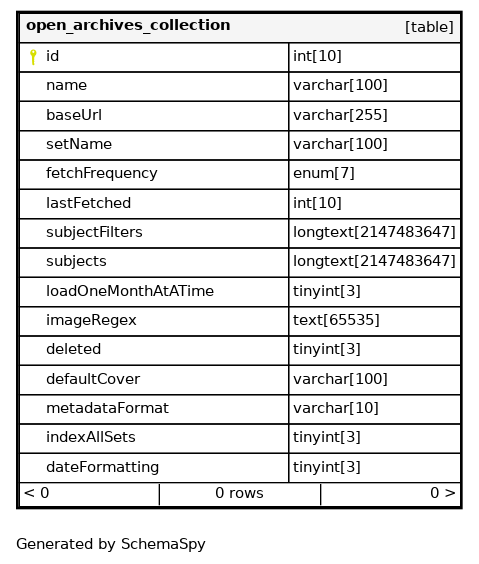 open_archives_collection [table]
id int[10]
name varchar[100]
baseUrl varchar[255]
setName varchar[100]
fetchFrequency enum[7]
lastFetched int[10]
subjectFilters longtext[2147483647]
subjects longtext[2147483647]
loadOneMonthAtATime tinyint[3]
imageRegex text[65535]
deleted tinyint[3]
defaultCover varchar[100]
metadataFormat varchar[10]
indexAllSets tinyint[3]
dateFormatting tinyint[3]
< 0 0 rows 0 >
Generated by SchemaSpy